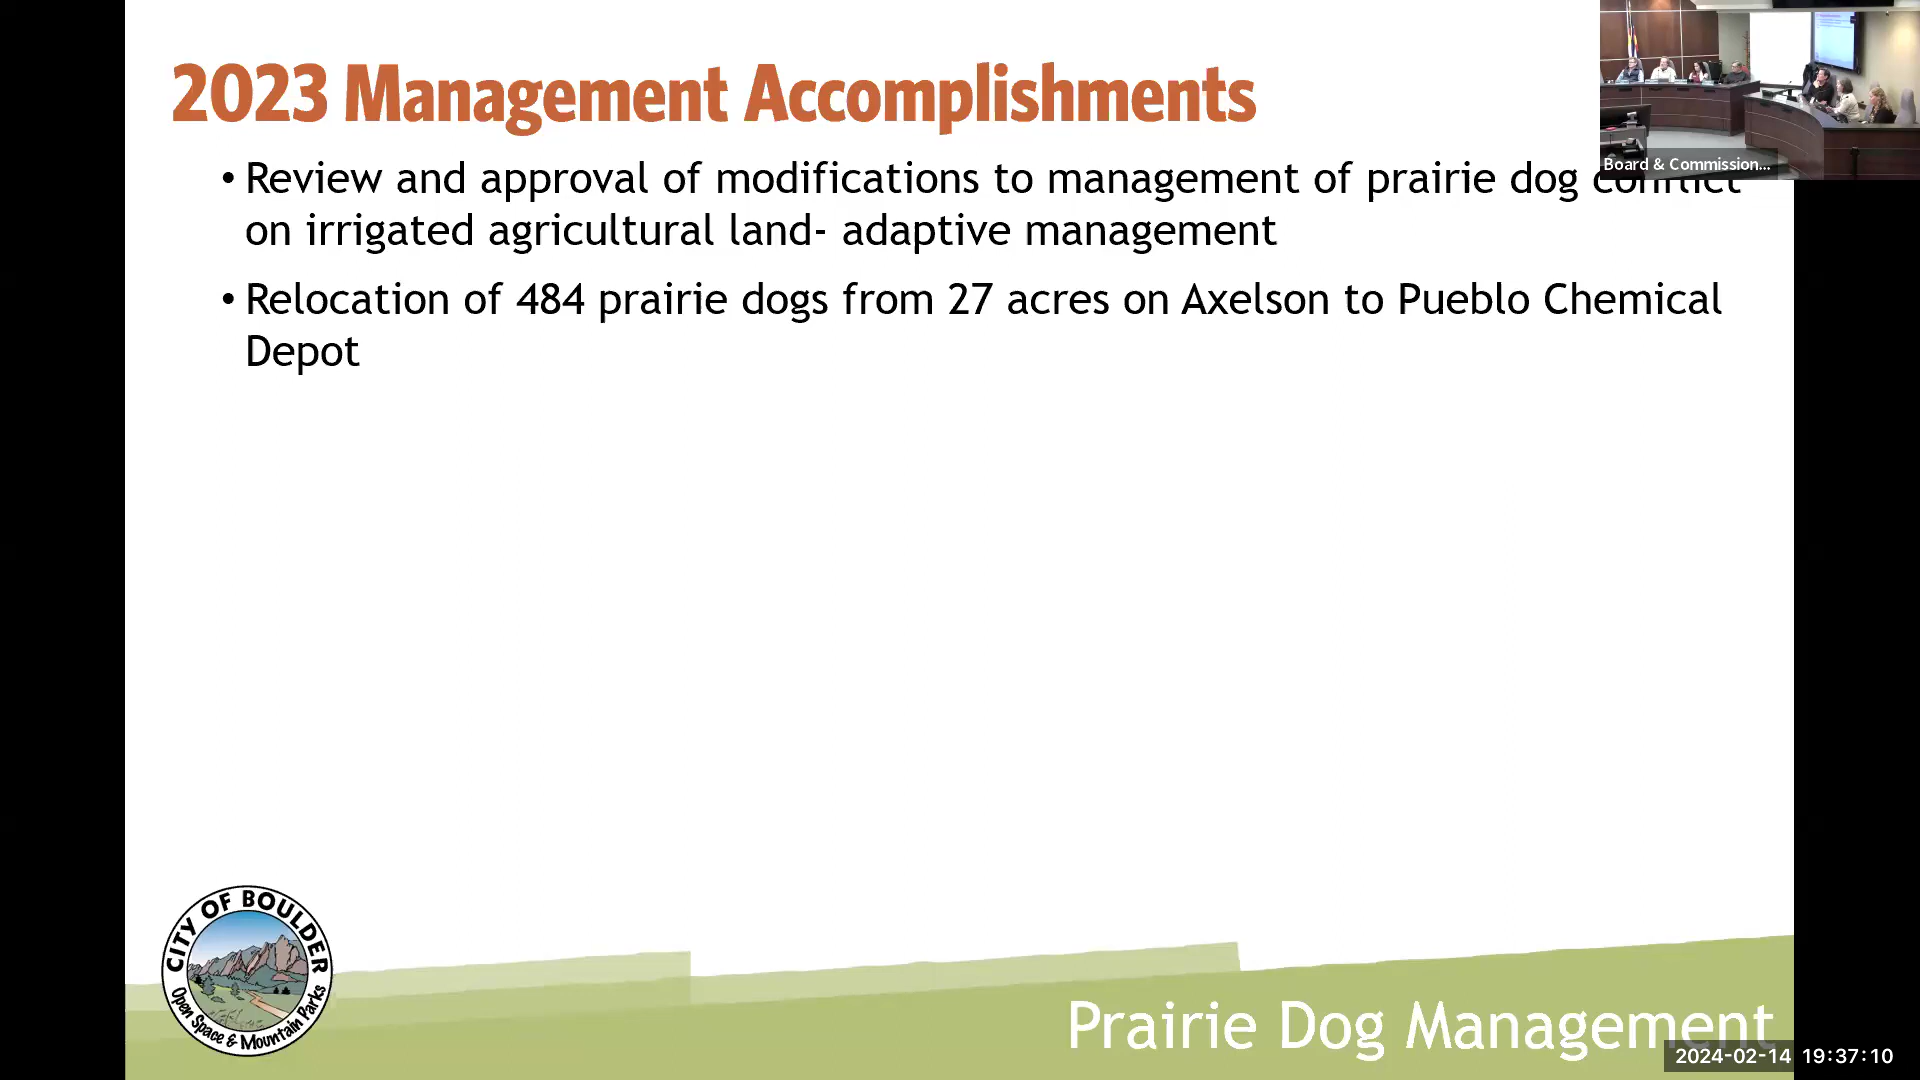 2023 Management Accomplishments
Board & Commission...
• Review and approval of modifications to management of prairie dog conflict
on irrigated agricultural land- adaptive management
• Relocation of 484 prairie dogs from 27 acres on Axelson to Pueblo Chemical
Depot
CITY OF BOULDER
Open Space & Mountain Parks
Prairie Dog Management
2024-02-14 19:37:10